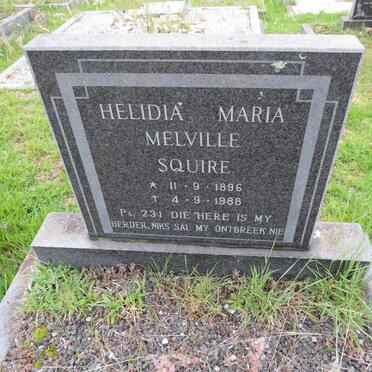 HELIDIA MARIA
MELVILLE
SQUIRE
* 11·9·1896
† 4·9·1988
Ps. 23:1 DIE HERE IS MY
HERDER, NIKS SAL MY ONTBREEK NIE